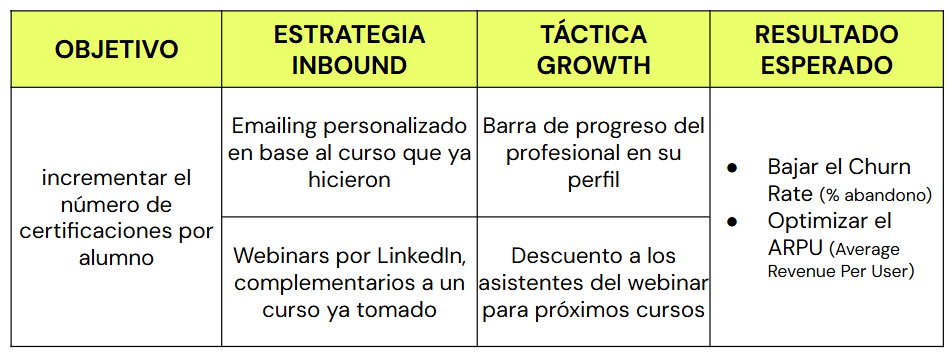 OBJETIVO
ESTRATEGIA
INBOUND
TÁCTICA
GROWTH
RESULTADO
ESPERADO
incrementar el
número de
certificaciones por
alumno
Emailing personalizado
en base al curso que ya
hicieron
Barra de progreso del
profesional en su
perfil
Webinars por LinkedIn,
complementarios a un
curso ya tomado
Descuento a los
asistentes del webinar
para próximos cursos
● Bajar el Churn
Rate (% abandono)
● Optimizar el
ARPU (Average
Revenue Per User)